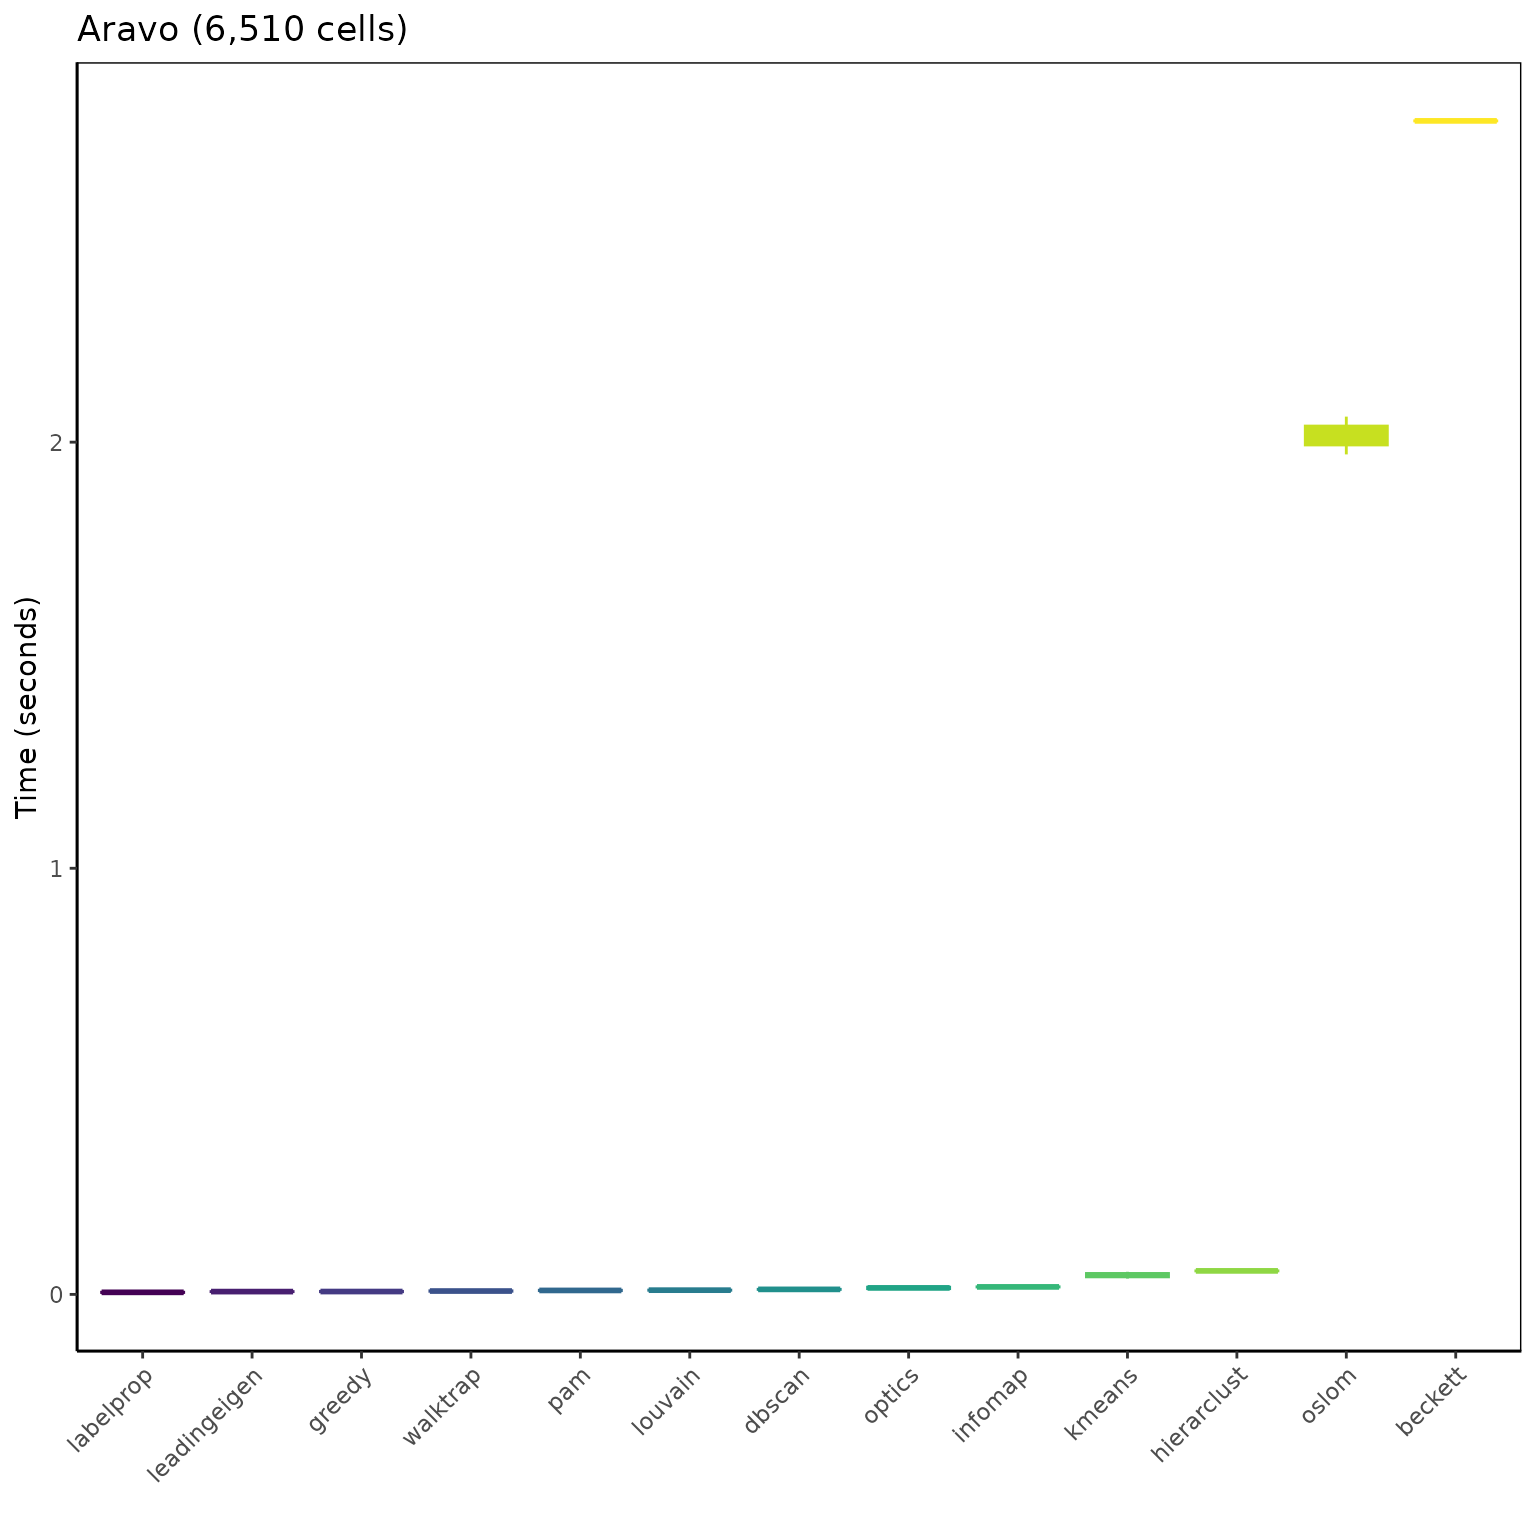 Aravo (6,510 cells)
Time (seconds)
2
1
0
labelprop
leadingeigen
greedy
walktrap
pam
louvain
dbscan
optics
infomap
kmeans
hierarclust
oslom
beckett